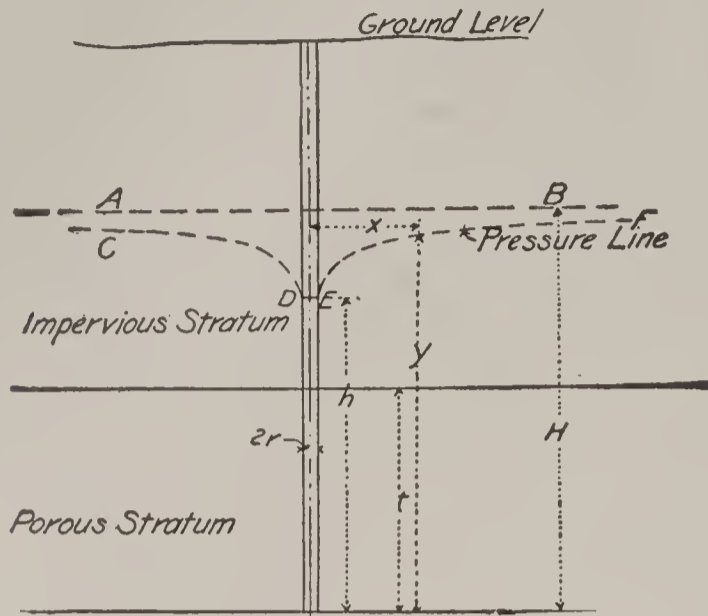 Ground Level
A
B
x
F
C
Pressure Line
D
E
Impervious Stratum
y
h
H
2r
t
Porous Stratum